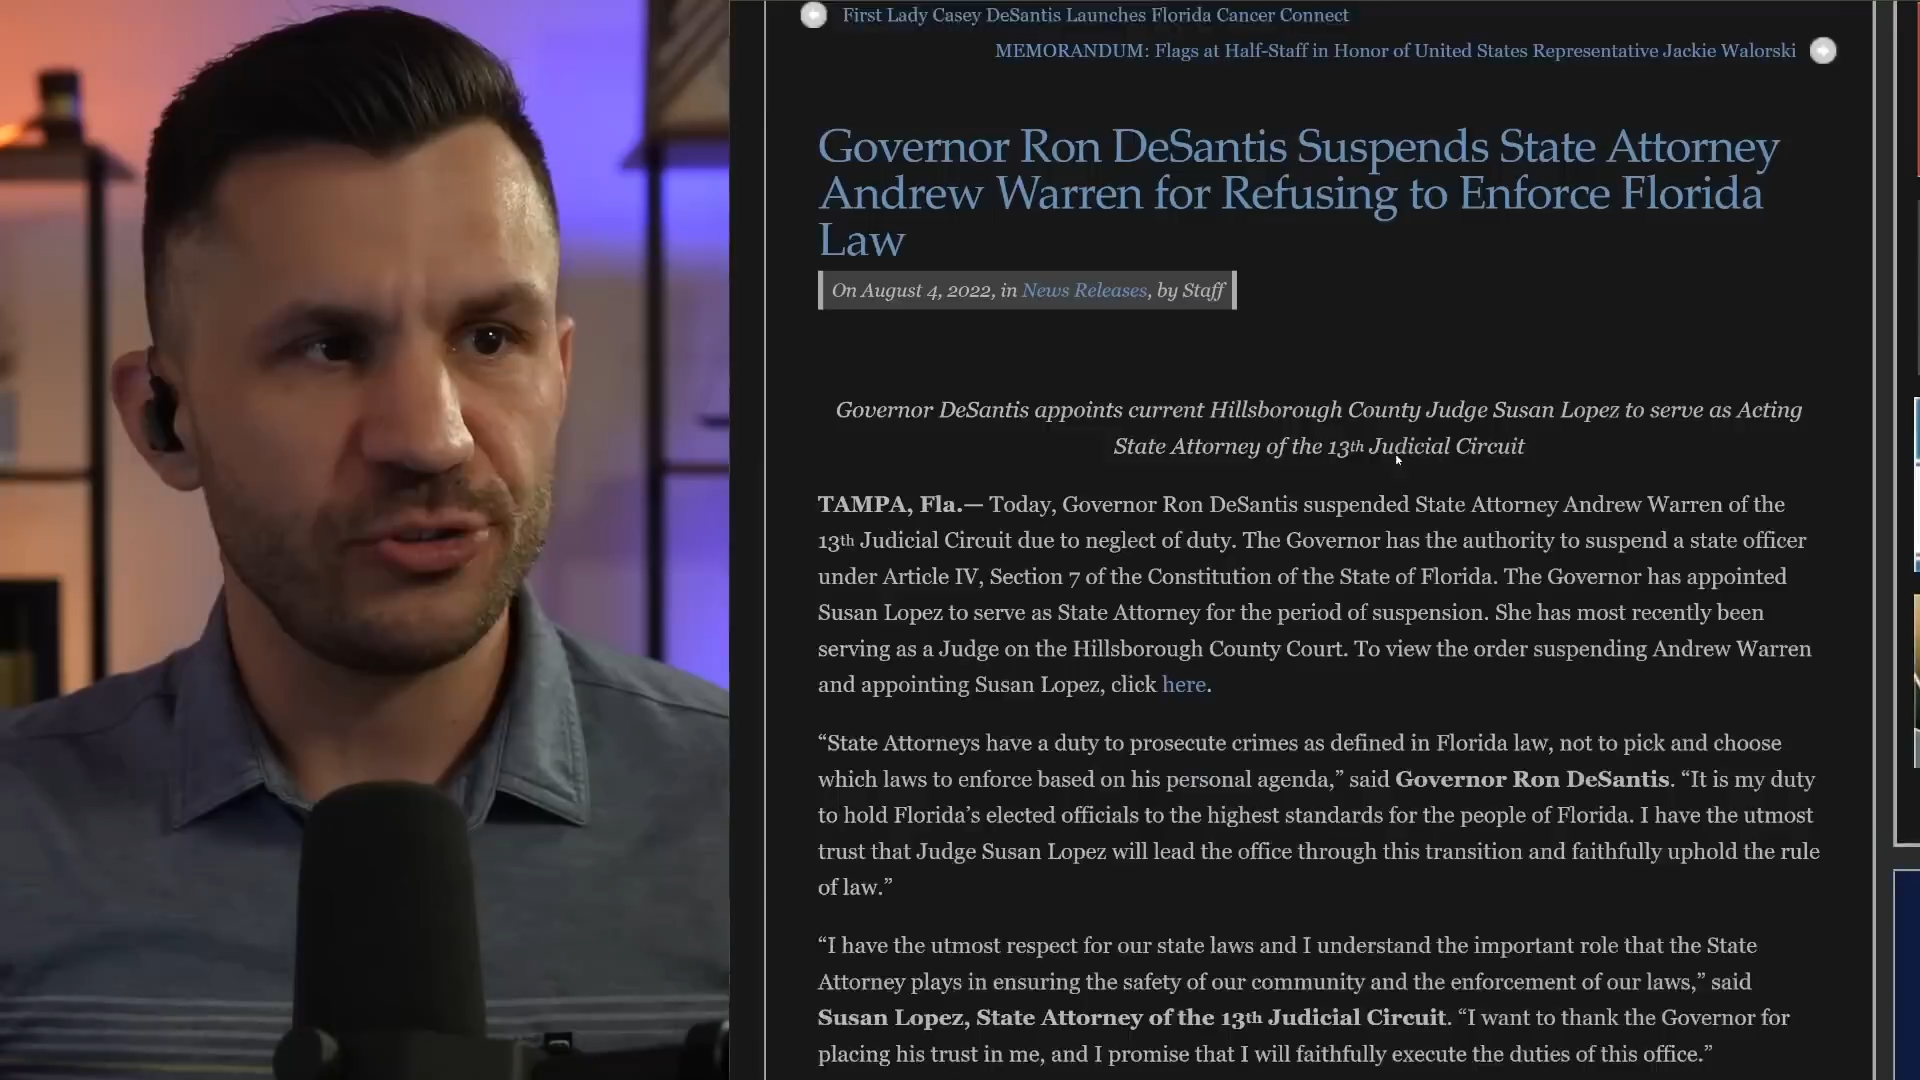 First Lady Casey DeSantis Launches Florida Cancer Connect
MEMORANDUM: Flags at Half-Staff in Honor of United States Representative Jackie Walorski
Governor Ron DeSantis Suspends State Attorney
Andrew Warren for Refusing to Enforce Florida
Law
On August 4, 2022, in News Releases, by Staff
Governor DeSantis appoints current Hillsborough County Judge Susan Lopez to serve as Acting
State Attorney of the 13th Judicial Circuit
TAMPA, Fla.— Today, Governor Ron DeSantis suspended State Attorney Andrew Warren of the
13th Judicial Circuit due to neglect of duty. The Governor has the authority to suspend a state officer
under Article IV, Section 7 of the Constitution of the State of Florida. The Governor has appointed
Susan Lopez to serve as State Attorney for the period of suspension. She has most recently been
serving as a Judge on the Hillsborough County Court. To view the order suspending Andrew Warren
and appointing Susan Lopez, click here.
“State Attorneys have a duty to prosecute crimes as defined in Florida law, not to pick and choose
which laws to enforce based on his personal agenda,” said Governor Ron DeSantis. “It is my duty
to hold Florida’s elected officials to the highest standards for the people of Florida. I have the utmost
trust that Judge Susan Lopez will lead the office through this transition and faithfully uphold the rule
of law.”
“I have the utmost respect for our state laws and I understand the important role that the State
Attorney plays in ensuring the safety of our community and the enforcement of our laws,” said
Susan Lopez, State Attorney of the 13th Judicial Circuit. “I want to thank the Governor for
placing his trust in me, and I promise that I will faithfully execute the duties of this office.”